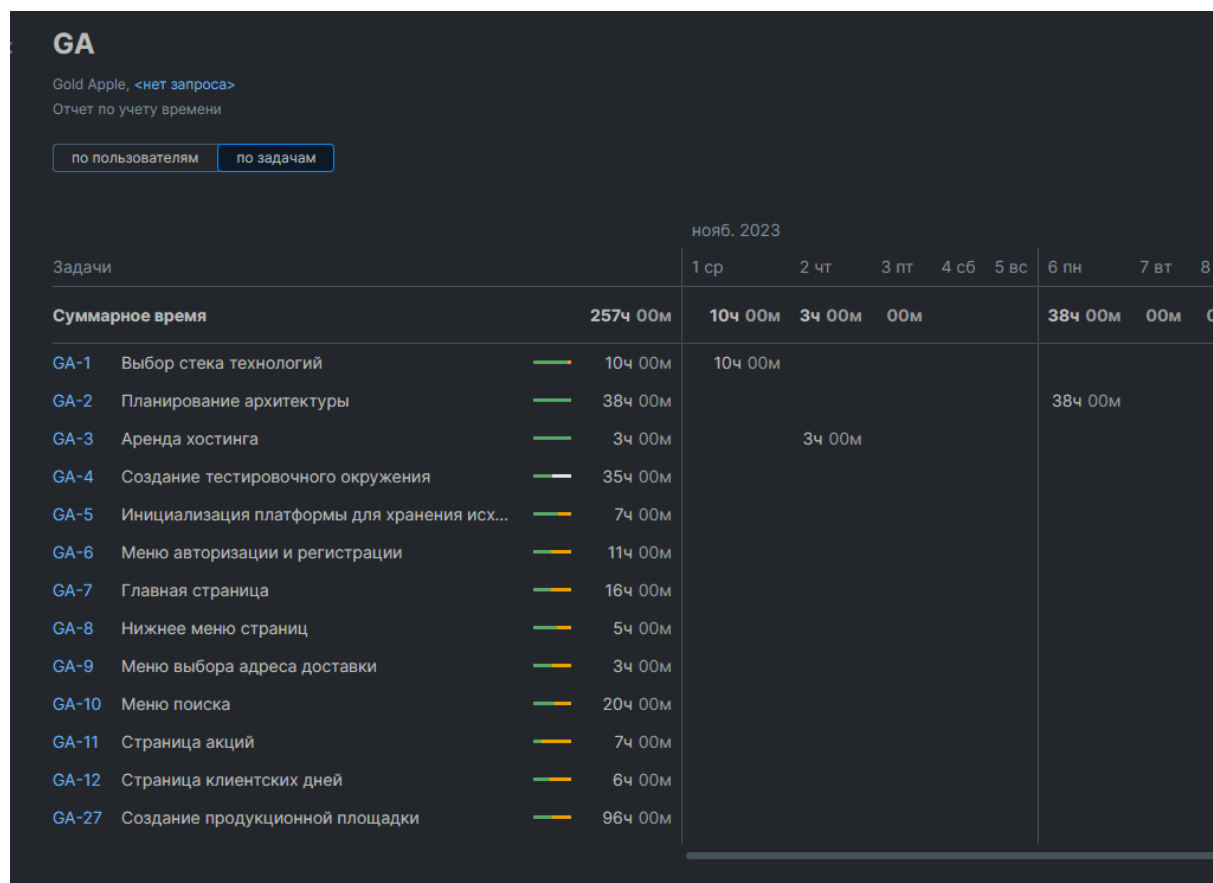 GA
Gold Apple, <нет запроса>
Отчет по учету времени
по пользователям по задачам
нояб. 2023
Задачи 1 ср 2 чт 3 пт 4 сб 5 вс 6 пн 7 вт 8
Суммарное время 257ч 00м 10ч 00м 3ч 00м 00м 38ч 00м 00м
GA-1 Выбор стека технологий 10ч 00м 10ч 00м
GA-2 Планирование архитектуры 38ч 00м 38ч 00м
GA-3 Аренда хостинга 3ч 00м 3ч 00м
GA-4 Создание тестировочного окружения 35ч 00м
GA-5 Инициализация платформы для хранения исх... 7ч 00м
GA-6 Меню авторизации и регистрации 11ч 00м
GA-7 Главная страница 16ч 00м
GA-8 Нижнее меню страниц 5ч 00м
GA-9 Меню выбора адреса доставки 3ч 00м
GA-10 Меню поиска 20ч 00м
GA-11 Страница акций 7ч 00м
GA-12 Страница клиентских дней 6ч 00м
GA-27 Создание продукционной площадки 96ч 00м